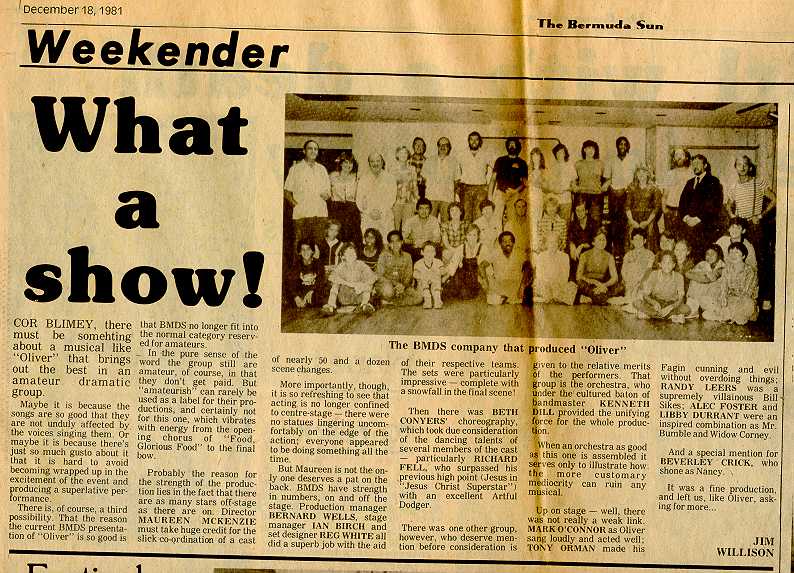 December 18, 1981
The Bermuda Sun
Weekender
What
a
show!
The BMDS company that produced "Oliver"
COR BLIMEY, there
must be somehting
about a musical like
"Oliver" that brings
out the best in an
amateur dramatic
group.
Maybe it is because the
songs are so good that they
are not unduly affected by
the voices singing them. Or
maybe it is because there's
just so much gusto about it
that it is hard to avoid
becoming wrapped up in the
excitement of the event and
producing a superlative per-
formance.
There is, of course, a third
possibility. That the reason
the current BMDS presenta-
tion of "Oliver" is so good is
that BMDS no longer fit into
the normal category reserv-
ed for amateurs.
In the pure sense of the
word the group still are
amateur, of course, in that
they don't get paid. But
'amateurish" can rarely be
used as a label for their pro-
ductions, and certainly not
for this one, which vibrates
with energy from the open-
ing chorus of "Food,
Glorious Food" to the final
bow.
Probably the reason for
the strength of the produc-
tion lies in the fact that there
are as many stars off-stage
as there are on. Director
MAUREEN MCKENZIE
must take huge credit for the
slick co-ordination of a cast
of nearly 50 and a dozen
scene changes.
More importantly, though,
it is so refreshing to see that
acting is no longer confined
to centre-stage — there were
no statues lingering uncom-
fortably on the edge of the
action; everyone appeared
to be doing something all the
time.
But Maureen is not the on-
ly one deserves a pat on the
back. BMDS have strength
in numbers, on and off the
stage. Production manager
BERNARD WELLS, stage
manager IAN BIRCH and
set designer REG WHITE all
did a superb job with the aid
of their respective teams.
The sets were particularly
impressive — complete with
a snowfall in the final scene!
Then there was BETH
CONYERS' choreography,
which took due consideration
of the dancing talents of
several members of the cast
— particularly RICHARD
FELL, who surpassed his
previous high point (Jesus in
"Jesus Christ Superstar")
with an excellent Artful
Dodger.
There was one other group,
however, who deserve men-
tion before consideration is
given to the relative merits
of the performers. That
group is the orchestra, who
under the cultured baton of
bandmaster KENNETH
DILL provided the unifying
force for the whole produc-
tion.
When an orchestra as good
as this one is assembled it
serves only to illustrate how
the more customary
mediocrity can ruin any
musical.
Up on stage — well, there
was not really a weak link.
MARK O'CONNOR as Oliver
sang loudly and acted well;
TONY ORMAN made his
Fagin cunning and evil
without overdoing things;
RANDY LEERS was a
supremely villainous Bill
Sikes; ALEC FOSTER and
LIBBY DURRANT were an
inspired combination as Mr.
Bumble and Widow Corney.
And a special mention for
BEVERLEY CRICK, who
shone as Nancy.
It was a fine production,
and left us, like Oliver, ask-
ing for more...
JIM
WILLISON